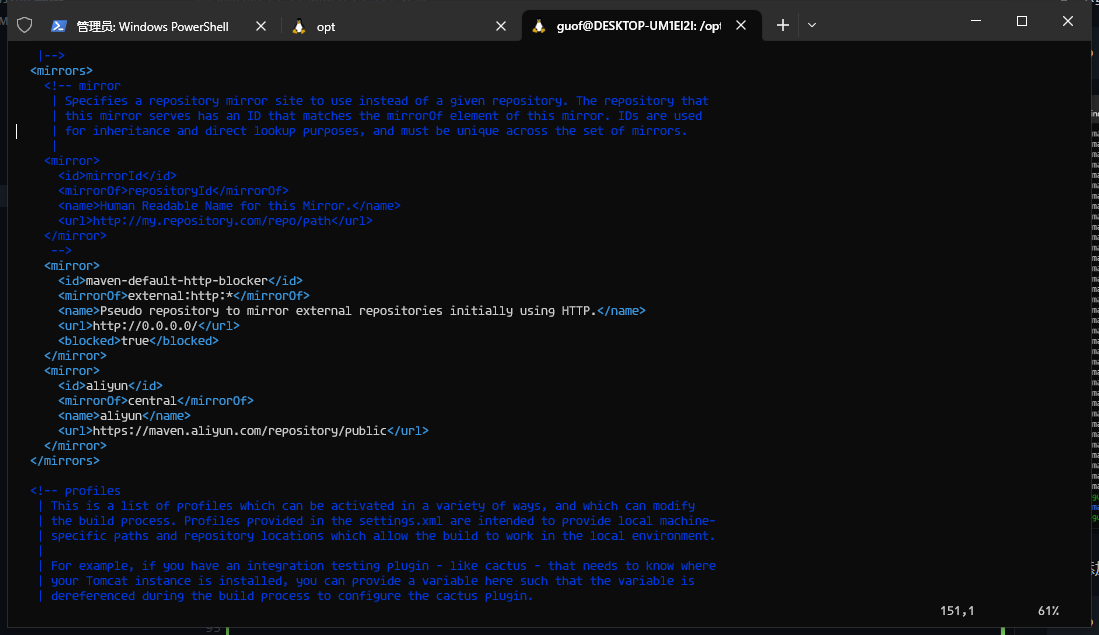 管理员: Windows PowerShell
opt
guof@DESKTOP-UM1EI2I: /opt
|-->
<mirrors>
<!-- mirror
| Specifies a repository mirror site to use instead of a given repository. The repository that
| this mirror serves has an ID that matches the mirrorOf element of this mirror. IDs are used
| for inheritance and direct lookup purposes, and must be unique across the set of mirrors.
|
<mirror>
<id>mirrorId</id>
<mirrorOf>repositoryId</mirrorOf>
<name>Human Readable Name for this Mirror.</name>
<url>http://my.repository.com/repo/path</url>
</mirror>
-->
<mirror>
<id>maven-default-http-blocker</id>
<mirrorOf>external:http:*</mirrorOf>
<name>Pseudo repository to mirror external repositories initially using HTTP.</name>
<url>http://0.0.0.0/</url>
<blocked>true</blocked>
</mirror>
<mirror>
<id>aliyun</id>
<mirrorOf>central</mirrorOf>
<name>aliyun</name>
<url>https://maven.aliyun.com/repository/public</url>
</mirror>
</mirrors>
<!-- profiles
| This is a list of profiles which can be activated in a variety of ways, and which can modify
| the build process. Profiles provided in the settings.xml are intended to provide local machine-
| specific paths and repository locations which allow the build to work in the local environment.
|
| For example, if you have an integration testing plugin - like cactus - that needs to know where
| your Tomcat instance is installed, you can provide a variable here such that the variable is
| dereferenced during the build process to configure the cactus plugin.
151,1 61%